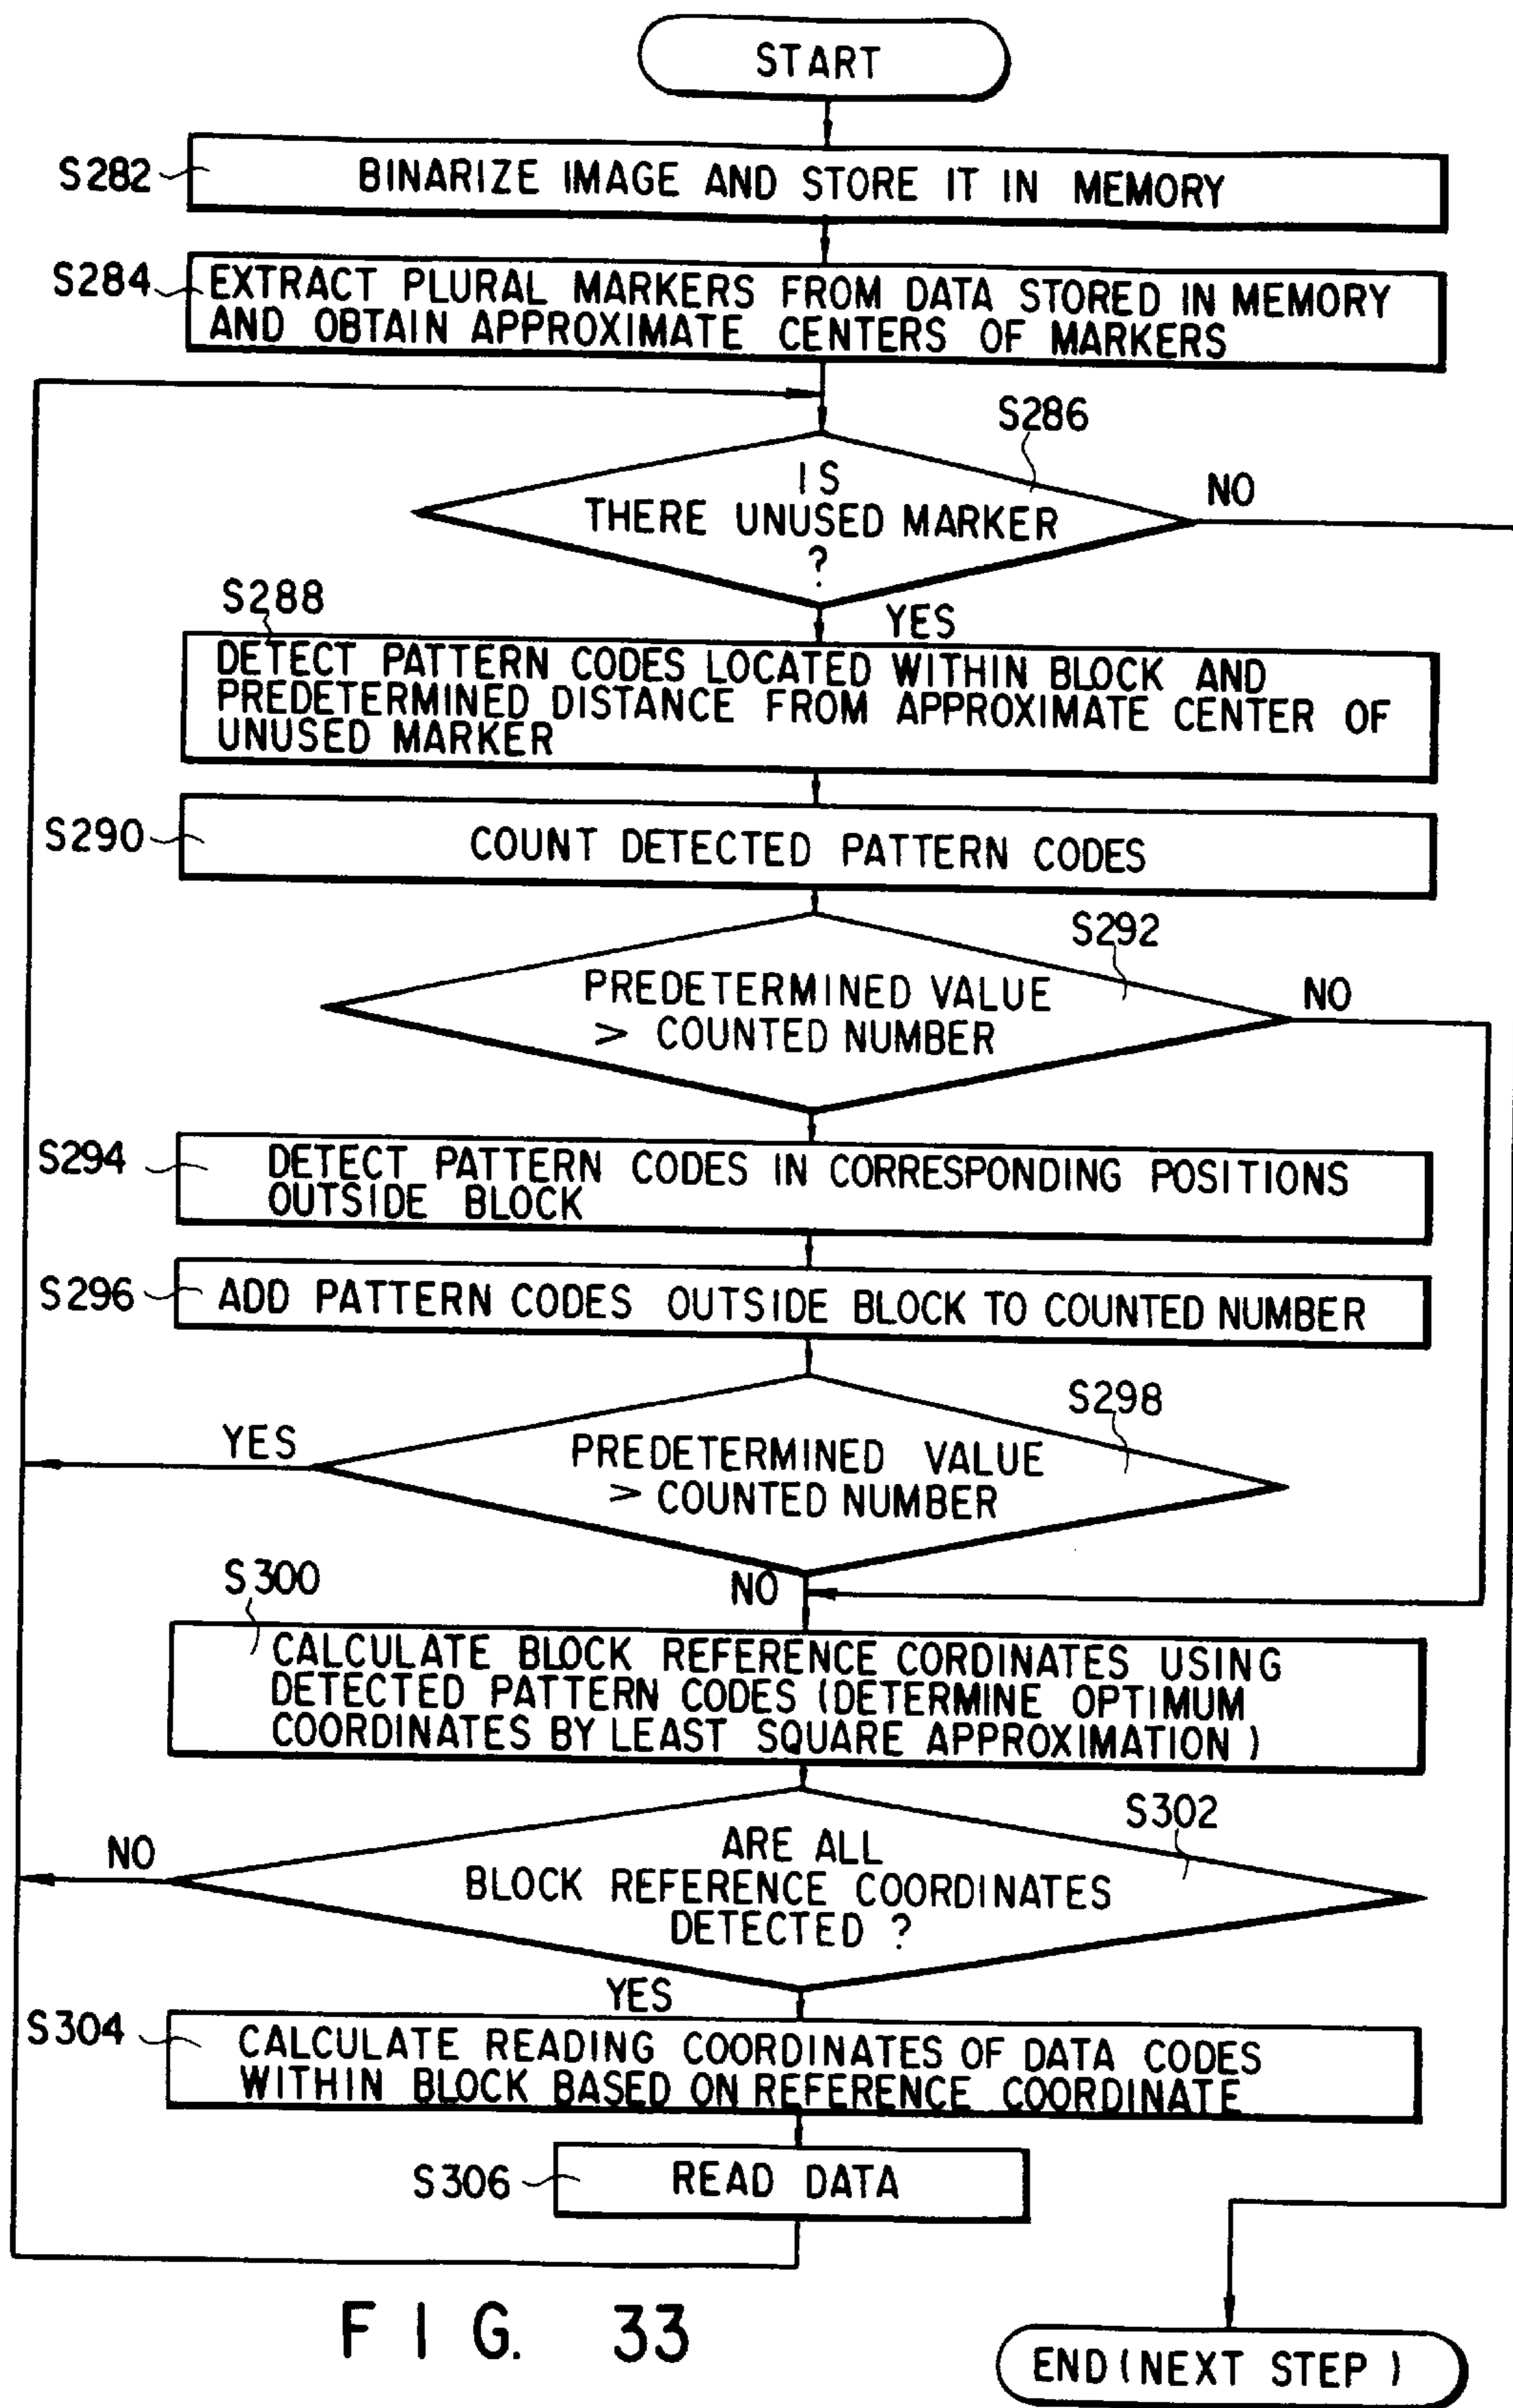 START
S282
BINARIZE IMAGE AND STORE IT IN MEMORY
S284
EXTRACT PLURAL MARKERS FROM DATA STORED IN MEMORY
AND OBTAIN APPROXIMATE CENTERS OF MARKERS
S286
IS
THERE UNUSED MARKER
?
NO
YES
S288
DETECT PATTERN CODES LOCATED WITHIN BLOCK AND
PREDETERMINED DISTANCE FROM APPROXIMATE CENTER OF
UNUSED MARKER
S290
COUNT DETECTED PATTERN CODES
S292
PREDETERMINED VALUE
> COUNTED NUMBER
NO
S294
DETECT PATTERN CODES IN CORRESPONDING POSITIONS
OUTSIDE BLOCK
S296
ADD PATTERN CODES OUTSIDE BLOCK TO COUNTED NUMBER
S298
YES
PREDETERMINED VALUE
> COUNTED NUMBER
NO
S300
CALCULATE BLOCK REFERENCE CORDINATES USING
DETECTED PATTERN CODES (DETERMINE OPTIMUM
COORDINATES BY LEAST SQUARE APPROXIMATION)
S302
NO
ARE ALL
BLOCK REFERENCE COORDINATES
DETECTED ?
YES
S304
CALCULATE READING COORDINATES OF DATA CODES
WITHIN BLOCK BASED ON REFERENCE COORDINATE
S306
READ DATA
FIG. 33
END (NEXT STEP)